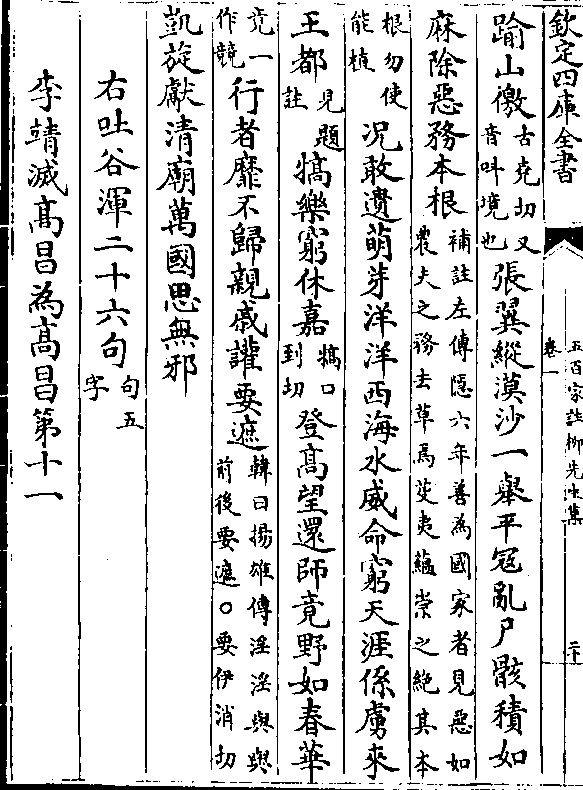 欽定四庫全書
五百家註柳先生集
卷一
二十
踰山徼古堯切又音叫境也張翼縱漠沙一舉平冦亂尸骸積如
麻除惡務本根補註左傳隠六年善為國家者見惡如農夫之務去草焉芟夷蘊崇之絶其本
根勿使能植况敢遺萌芽洋洋西海水威命窮天涯係虜來
王都見題註犒樂窮休嘉犒口到切登髙望還師竟野如春華
竟一作競行者靡不歸親戚讙要遮韓曰揚雄傳淫淫與與前後要遮○要伊消切
凱旋獻清廟萬國思無邪
右吐谷渾二十六句句五字
李靖滅髙昌為髙昌第十一